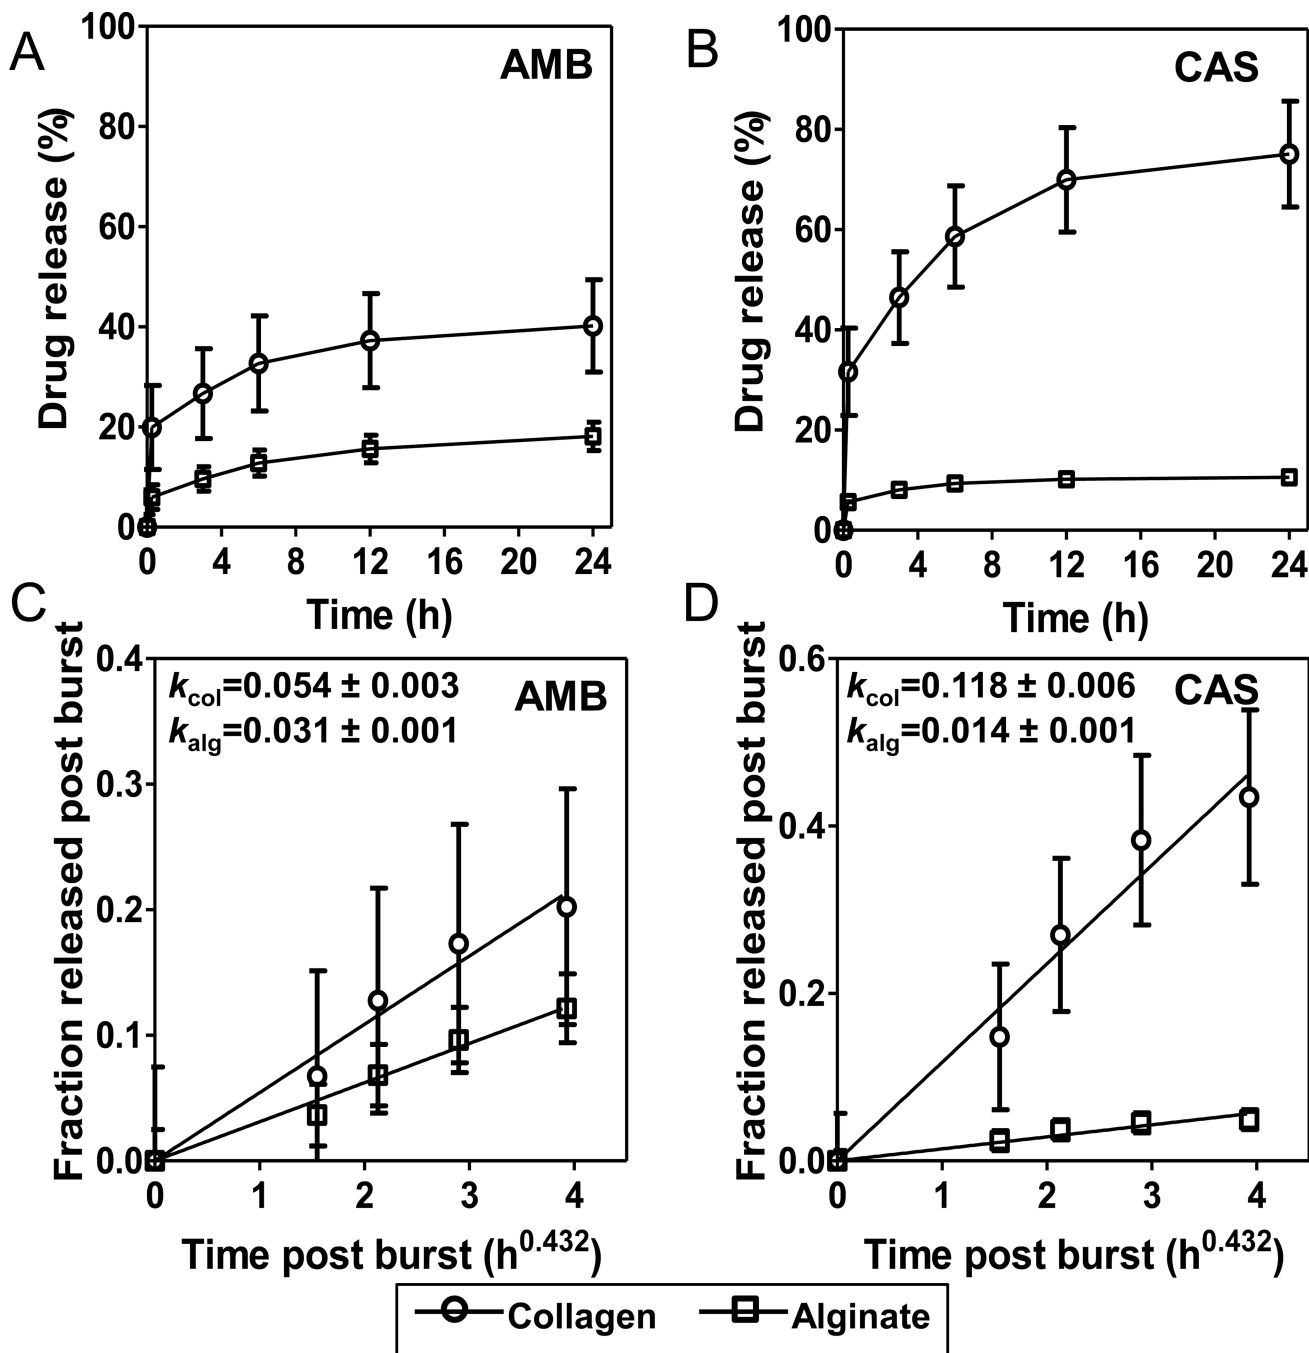 A
AMB
Drug release (%)
100
80
60
40
20
0
0 4 8 12 16 20 24
Time (h)
B
CAS
Drug release (%)
100
80
60
40
20
0
0 4 8 12 16 20 24
Time (h)
C
kcol=0.054 ± 0.003
kalg=0.031 ± 0.001
AMB
Fraction released post burst
0.4
0.3
0.2
0.1
0.0
0 1 2 3 4
Time post burst (h^0.432)
D
kcol=0.118 ± 0.006
kalg=0.014 ± 0.001
CAS
Fraction released post burst
0.6
0.4
0.2
0.0
0 1 2 3 4
Time post burst (h^0.432)
Collagen Alginate